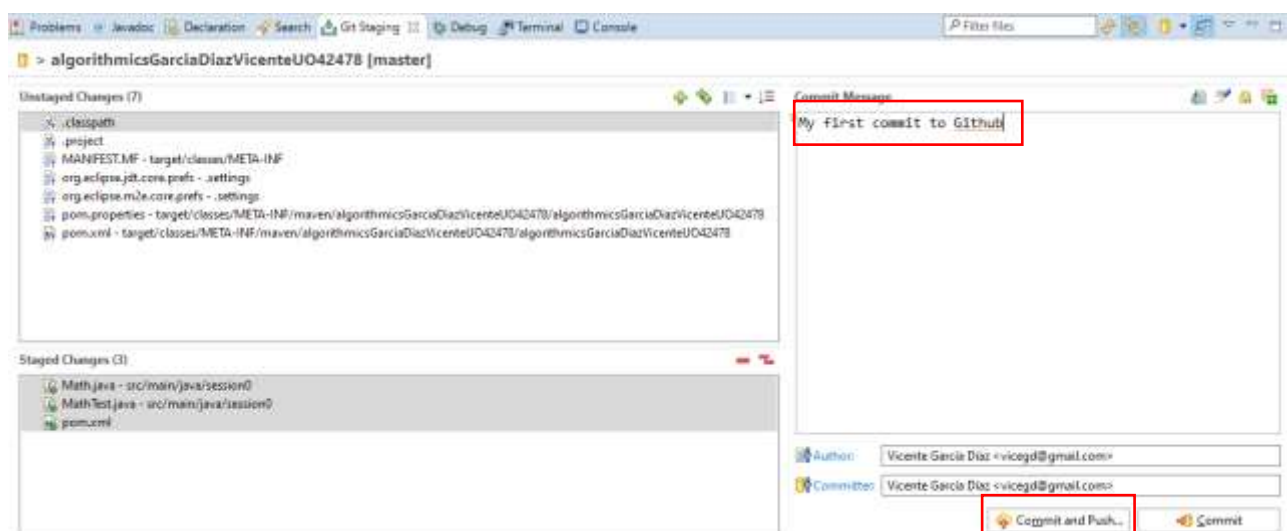 Problems Javadoc Declaration Search Git Staging Debug Terminal Console Filter files
> algorithmicsGarciaDiazVicenteUO42478 [master]
Unstaged Changes (7)
.classpath
.project
MANIFEST.MF - target/classes/META-INF
org.eclipse.jdt.core.prefs - .settings
org.eclipse.m2e.core.prefs - .settings
pom.properties - target/classes/META-INF/maven/algorithmicsGarciaDiazVicenteUO42478/algorithmicsGarciaDiazVicenteUO42478
pom.xml - target/classes/META-INF/maven/algorithmicsGarciaDiazVicenteUO42478/algorithmicsGarciaDiazVicenteUO42478
Staged Changes (3)
Math.java - src/main/java/session0
MathTest.java - src/main/java/session0
pom.xml
Commit Message
My first commit to Github
Author: Vicente García Díaz <vicegd@gmail.com>
Committer: Vicente García Díaz <vicegd@gmail.com>
Commit and Push... Commit